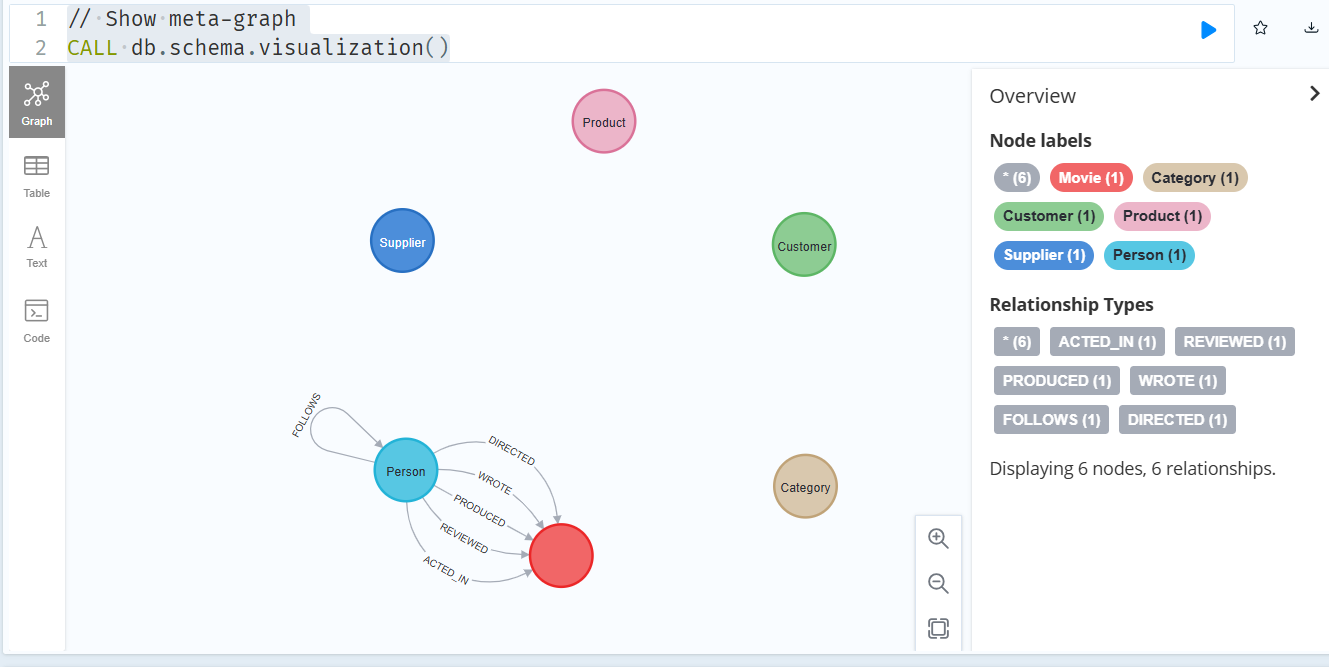 1 // Show meta-graph
2 CALL db.schema.visualization()
Graph
Table
Text
Code
Product
Supplier
Customer
FOLLOWS
Person
DIRECTED
WROTE
PRODUCED
REVIEWED
ACTED_IN
Category
Overview
Node labels
* (6) Movie (1) Category (1)
Customer (1) Product (1)
Supplier (1) Person (1)
Relationship Types
* (6) ACTED_IN (1) REVIEWED (1)
PRODUCED (1) WROTE (1)
FOLLOWS (1) DIRECTED (1)
Displaying 6 nodes, 6 relationships.